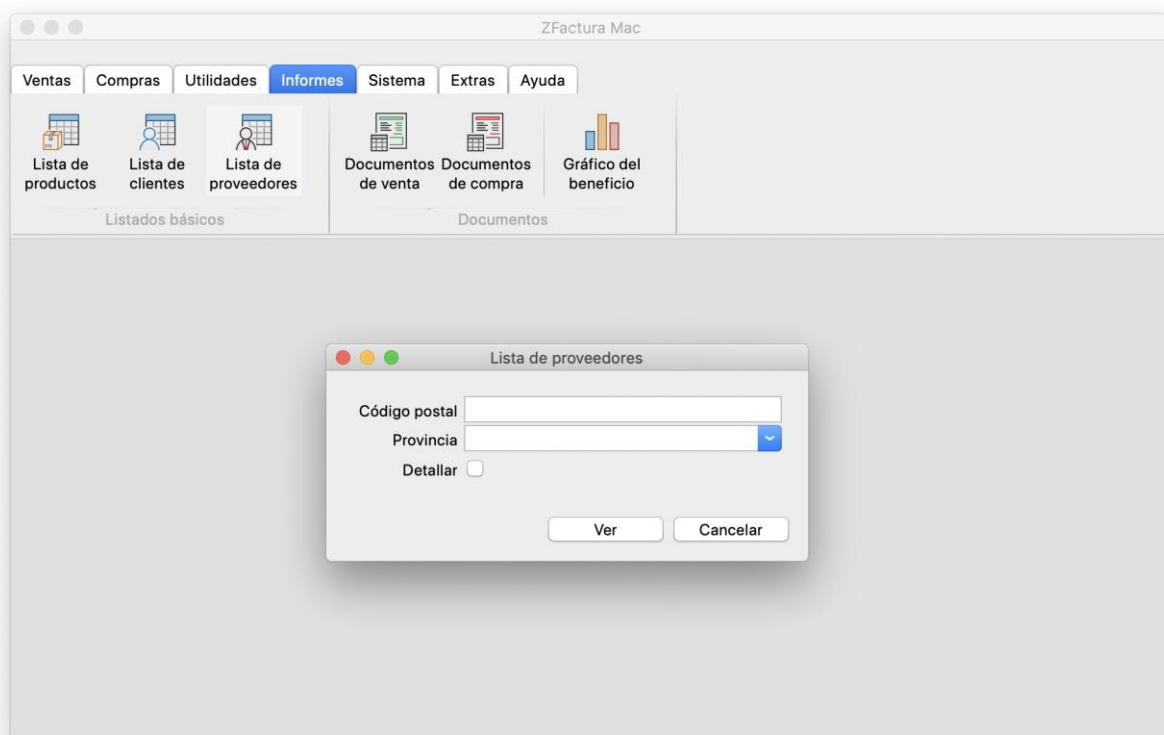 ZFactura Mac
Ventas Compras Utilidades Informes Sistema Extras Ayuda
Lista de productos
Lista de clientes
Lista de proveedores
Documentos de venta
Documentos de compra
Gráfico del beneficio
Listados básicos
Documentos
Lista de proveedores
Código postal
Provincia
Detallar
Ver Cancelar